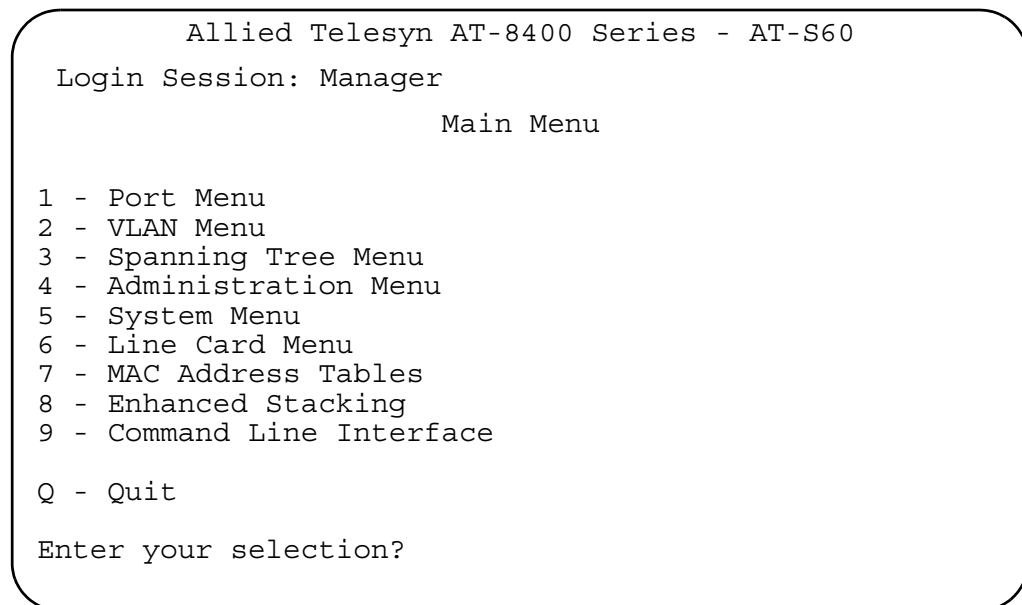 Allied Telesyn AT-8400 Series - AT-S60
Login Session: Manager
Main Menu
1 - Port Menu
2 - VLAN Menu
3 - Spanning Tree Menu
4 - Administration Menu
5 - System Menu
6 - Line Card Menu
7 - MAC Address Tables
8 - Enhanced Stacking
9 - Command Line Interface
Q - Quit
Enter your selection?